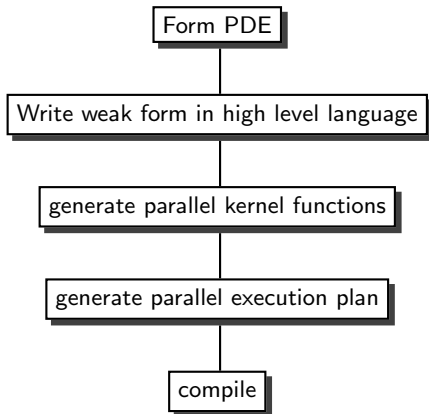 Form PDE
Write weak form in high level language
generate parallel kernel functions
generate parallel execution plan
compile